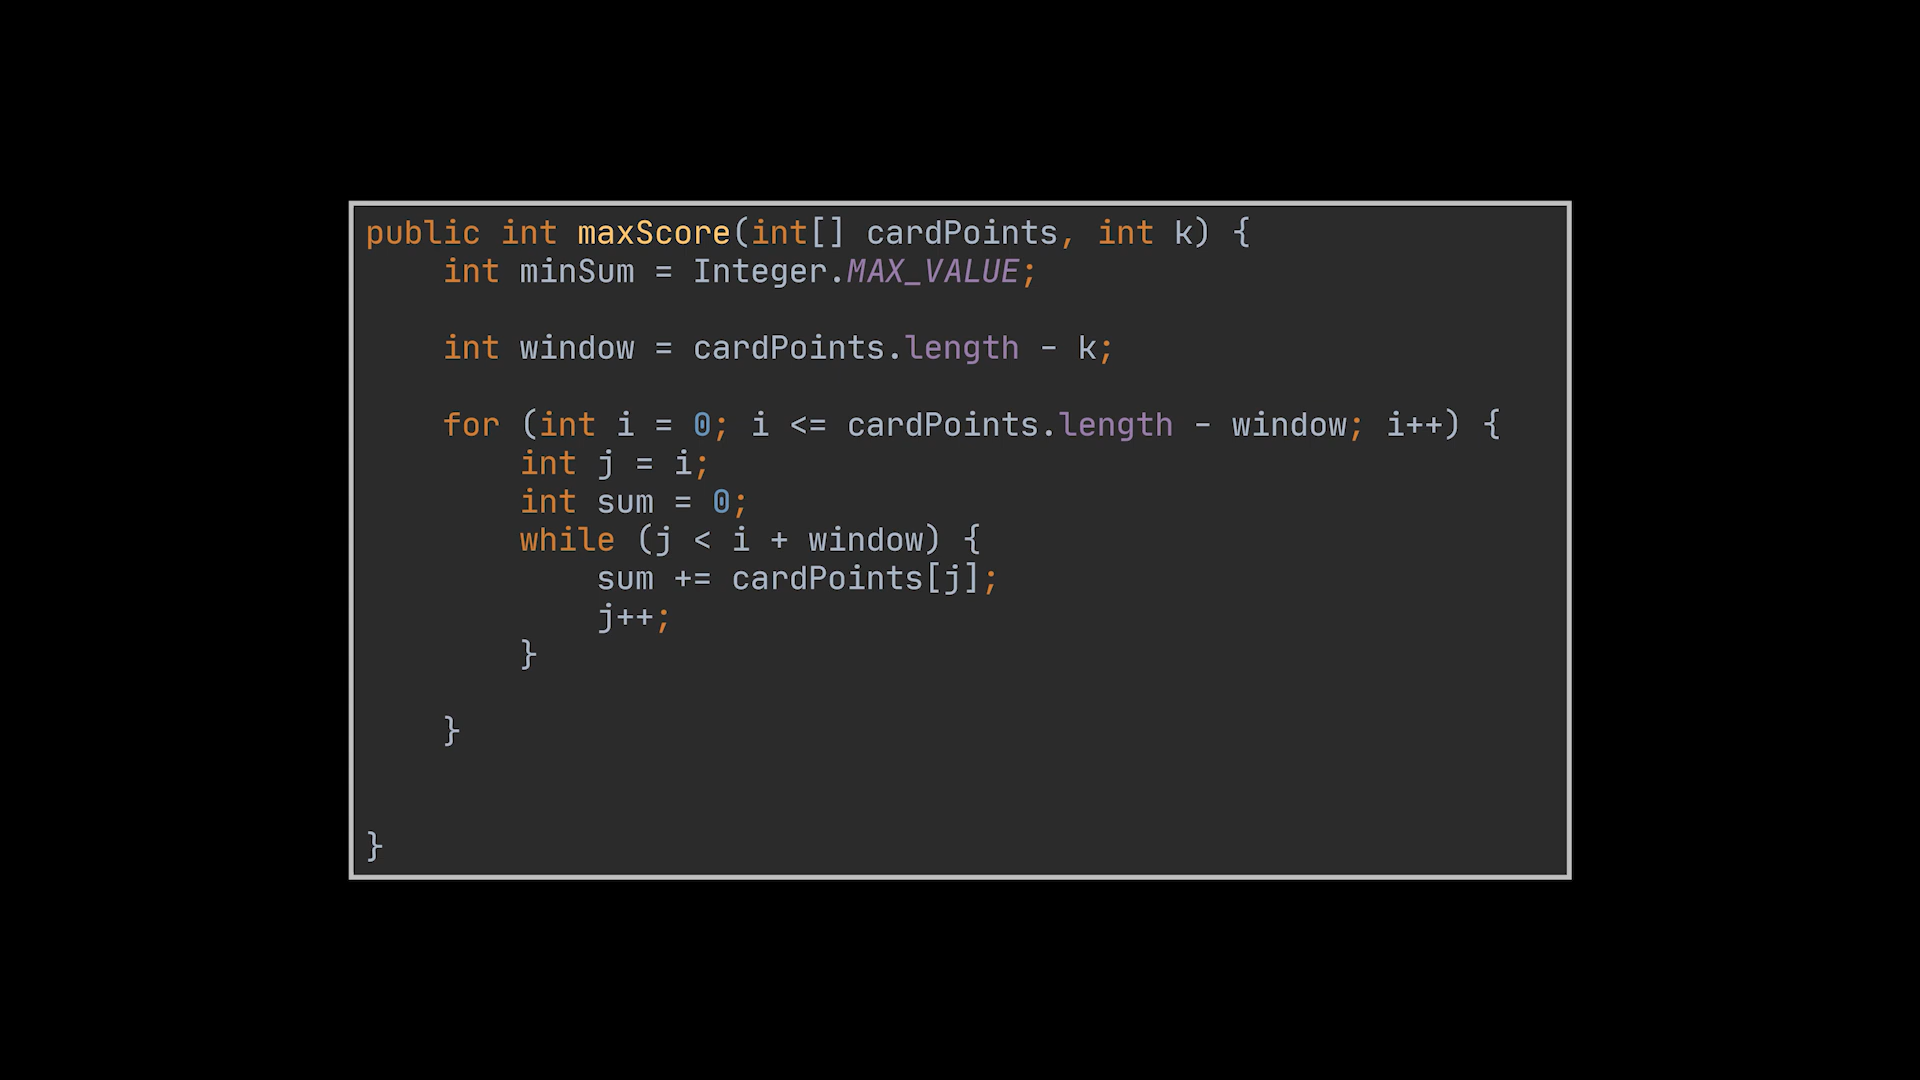 public int maxScore(int[] cardPoints, int k) {
    int minSum = Integer.MAX_VALUE;
    int window = cardPoints.length - k;
    for (int i = 0; i <= cardPoints.length - window; i++) {
        int j = i;
        int sum = 0;
        while (j < i + window) {
            sum += cardPoints[j];
            j++;
        }
    }
}